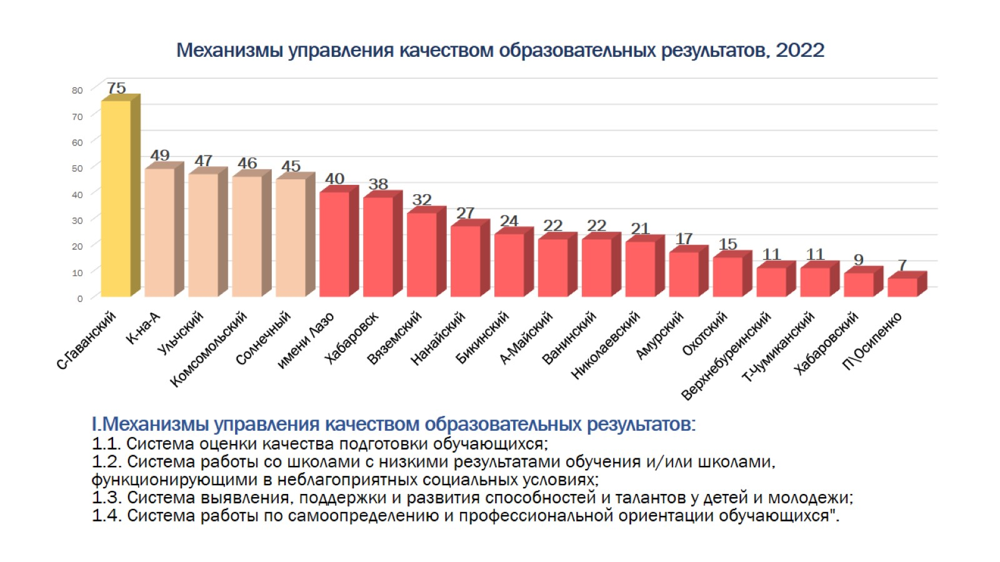 Механизмы управления качеством образовательных результатов, 2022
80
70
60
50
40
30
20
10
0
75
49
47
46
45
40
38
32
27
24
22
22
21
17
15
11
11
9
7
С-Гаванский
К-на-А
Ульчский
Комсомольский
Солнечный
имени Лазо
Хабаровск
Вяземский
Нанайский
Бикинский
А-Майский
Ванинский
Николаевский
Амурский
Охотский
Верхнебуреинский
Т-Чумиканский
Хабаровский
П\Осипенко
I.Механизмы управления качеством образовательных результатов:
1.1. Система оценки качества подготовки обучающихся;
1.2. Система работы со школами с низкими результатами обучения и/или школами,
функционирующими в неблагоприятных социальных условиях;
1.3. Система выявления, поддержки и развития способностей и талантов у детей и молодежи;
1.4. Система работы по самоопределению и профессиональной ориентации обучающихся".